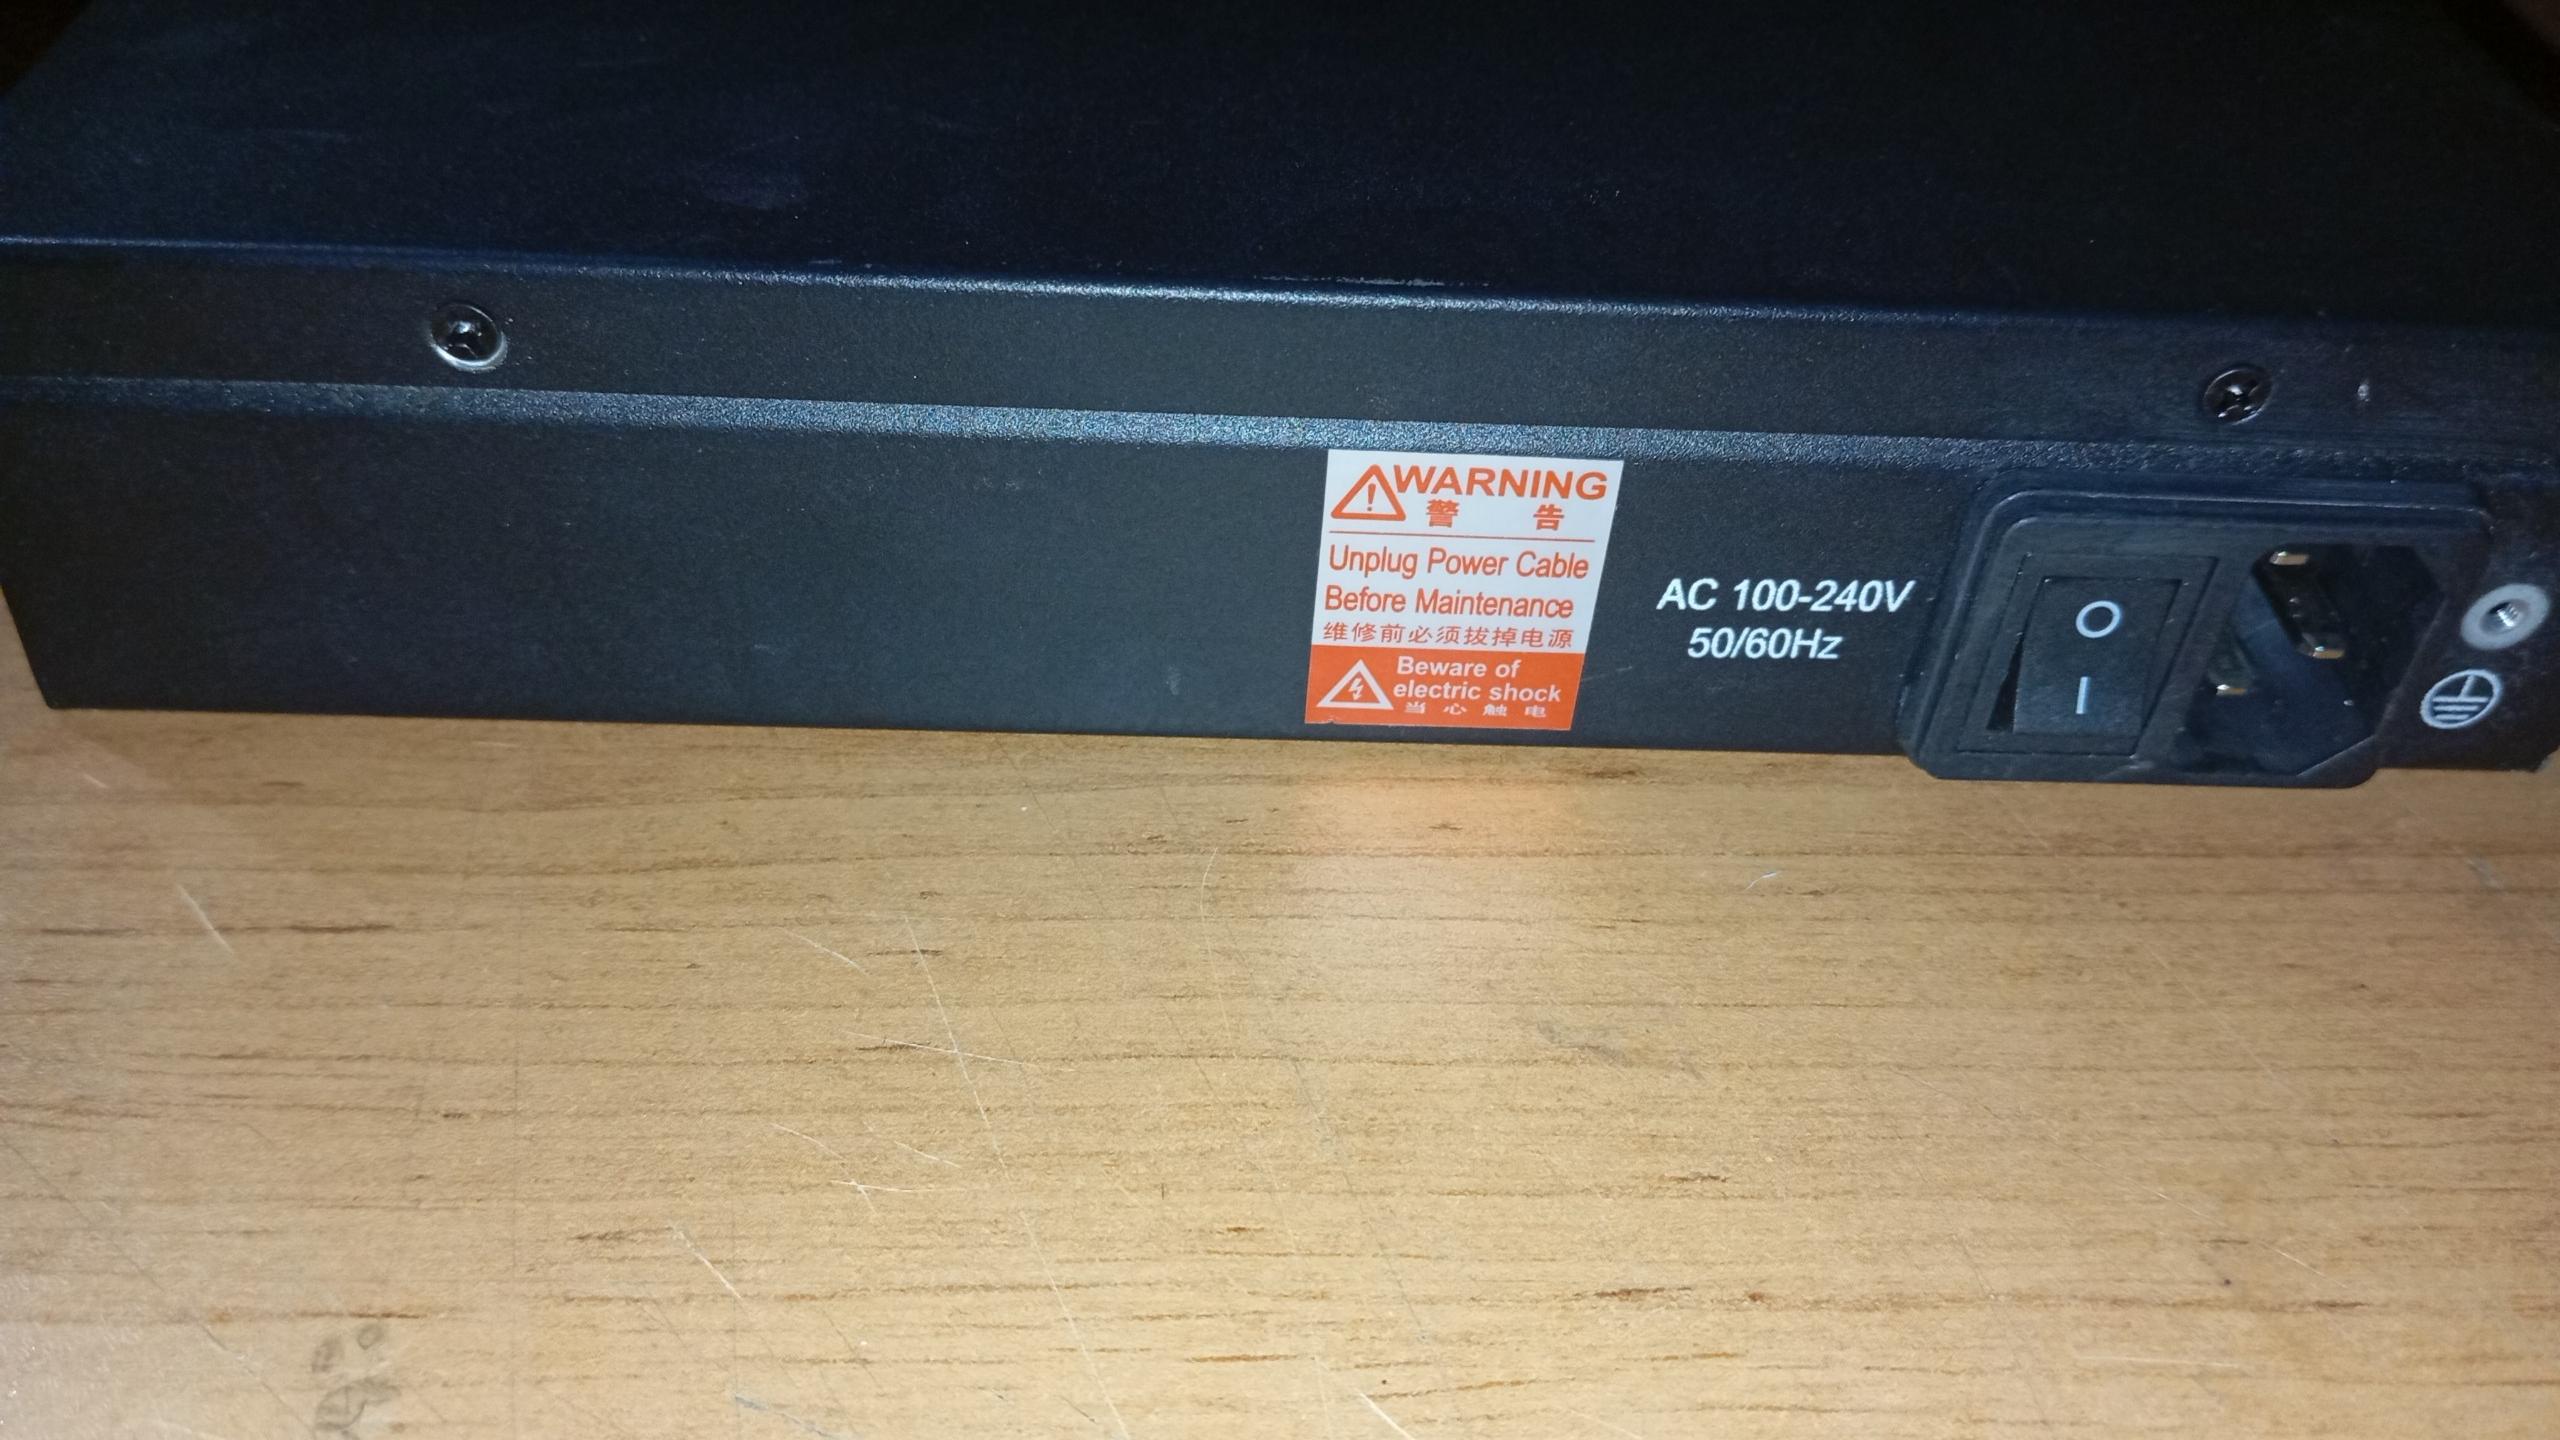 WARNING
警 告
Unplug Power Cable
Before Maintenance
维修前必须拔掉电源
Beware of
electric shock
当心触电
AC 100-240V
50/60Hz
O
I